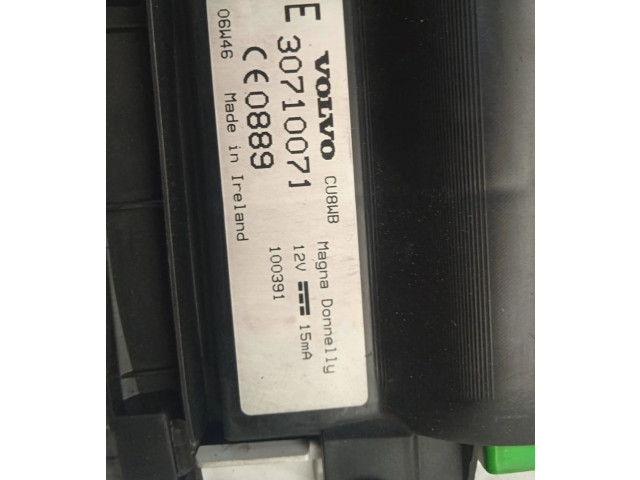 VOLVO CU8WB Magna Donnelly
E 30710071 12V 15mA
CE0889 100391
06W46 Made in Ireland